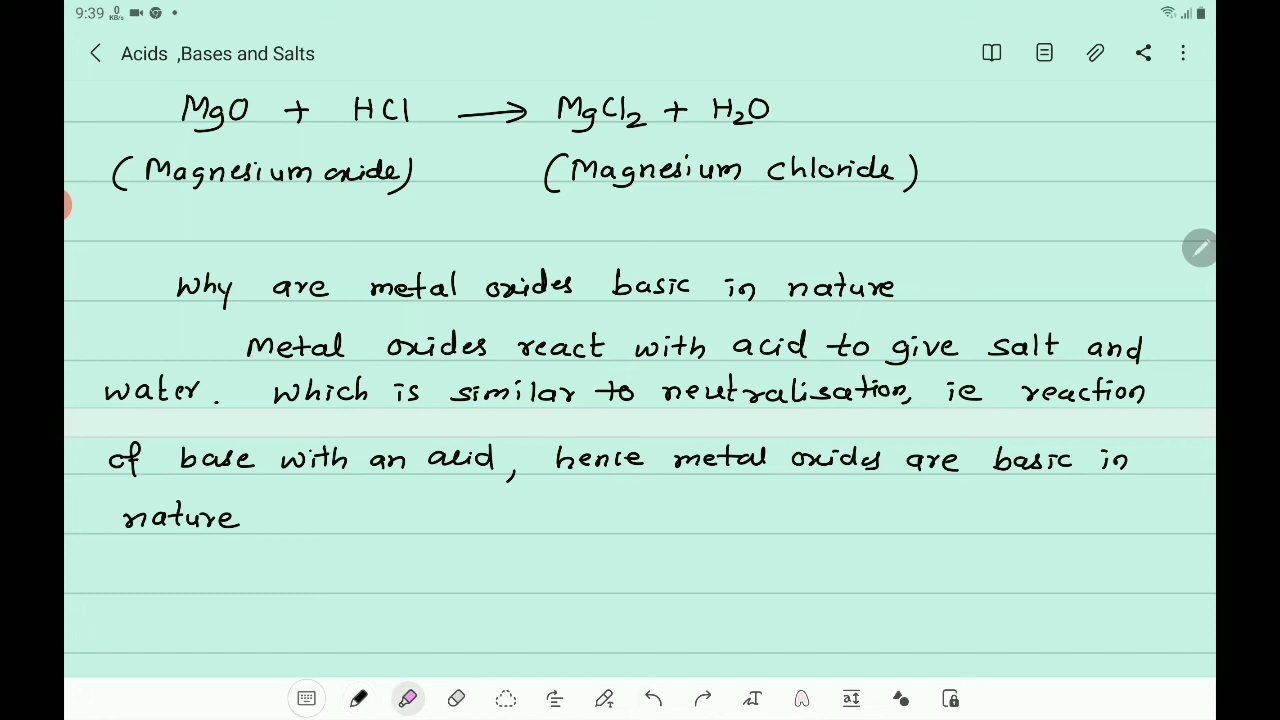 9:39 0 KB/s
Acids ,Bases and Salts
MgO + HCl → MgCl₂ + H₂O
(Magnesium oxide) (Magnesium chloride)
Why are metal oxides basic in nature
Metal oxides react with acid to give salt and
water. Which is similar to neutralisation, ie reaction
of base with an acid, hence metal oxides are basic in
nature